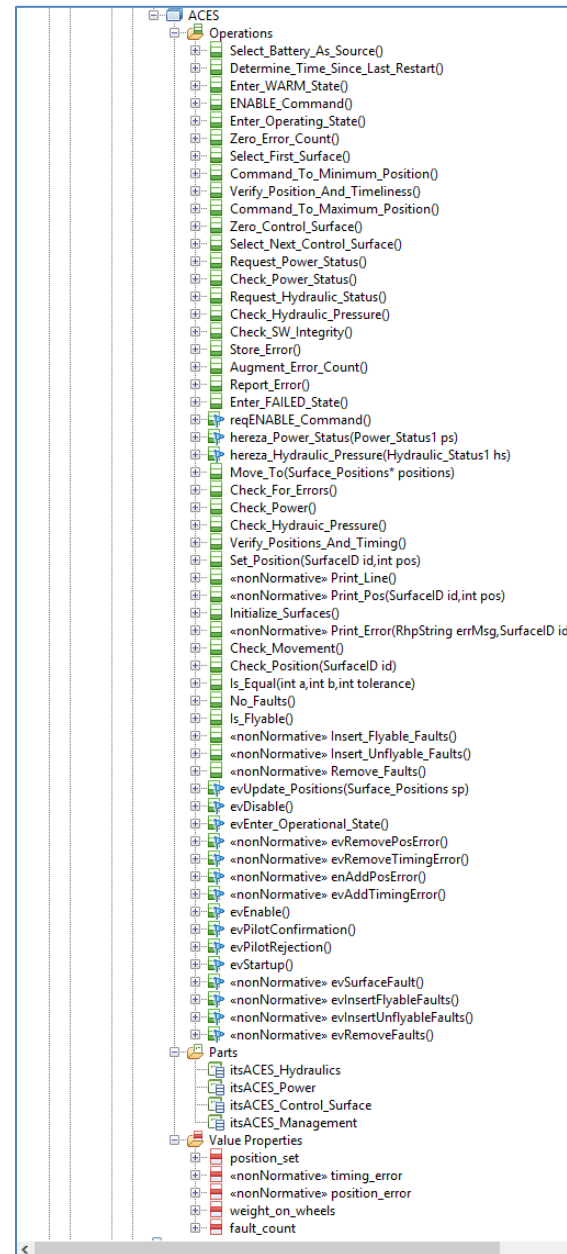 ACES
Operations
Select_Battery_As_Source()
Determine_Time_Since_Last_Restart()
Enter_WARM_State()
ENABLE_Command()
Enter_Operating_State()
Zero_Error_Count()
Select_First_Surface()
Command_To_Minimum_Position()
Verify_Position_And_Timeliness()
Command_To_Maximum_Position()
Zero_Control_Surface()
Select_Next_Control_Surface()
Request_Power_Status()
Check_Power_Status()
Request_Hydraulic_Status()
Check_Hydraulic_Pressure()
Check_SW_Integrity()
Store_Error()
Augment_Error_Count()
Report_Error()
Enter_FAILED_State()
reqENABLE_Command()
hereza_Power_Status(Power_Status1 ps)
hereza_Hydraulic_Pressure(Hydraulic_Status1 hs)
Move_To(Surface_Positions* positions)
Check_For_Errors()
Check_Power()
Check_Hydrauic_Pressure()
Verify_Positions_And_Timing()
Set_Position(SurfaceID id,int pos)
«nonNormative» Print_Line()
«nonNormative» Print_Pos(SurfaceID id,int pos)
Initialize_Surfaces()
«nonNormative» Print_Error(RhpString errMsg,SurfaceID id
Check_Movement()
Check_Position(SurfaceID id)
Is_Equal(int a,int b,int tolerance)
No_Faults()
Is_Flyable()
«nonNormative» Insert_Flyable_Faults()
«nonNormative» Insert_Unflyable_Faults()
«nonNormative» Remove_Faults()
evUpdate_Positions(Surface_Positions sp)
evDisable()
evEnter_Operational_State()
«nonNormative» evRemovePosError()
«nonNormative» evRemoveTimingError()
«nonNormative» enAddPosError()
«nonNormative» evAddTimingError()
evEnable()
evPilotConfirmation()
evPilotRejection()
evStartup()
«nonNormative» evSurfaceFault()
«nonNormative» evInsertFlyableFaults()
«nonNormative» evInsertUnflyableFaults()
«nonNormative» evRemoveFaults()
Parts
itsACES_Hydraulics
itsACES_Power
itsACES_Control_Surface
itsACES_Management
Value Properties
position_set
«nonNormative» timing_error
«nonNormative» position_error
weight_on_wheels
fault_count